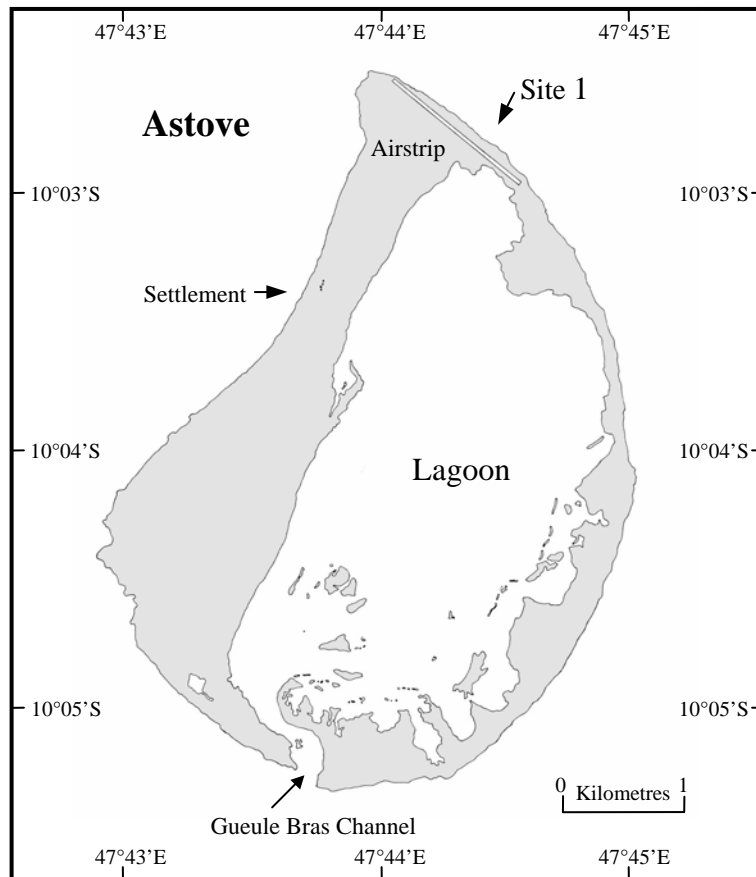 47°43’E 47°44’E 47°45’E
Site 1
Astove
Airstrip
10°03’S 10°03’S
Settlement
10°04’S 10°04’S
Lagoon
10°05’S 10°05’S
0 Kilometres 1
Gueule Bras Channel
47°43’E 47°44’E 47°45’E